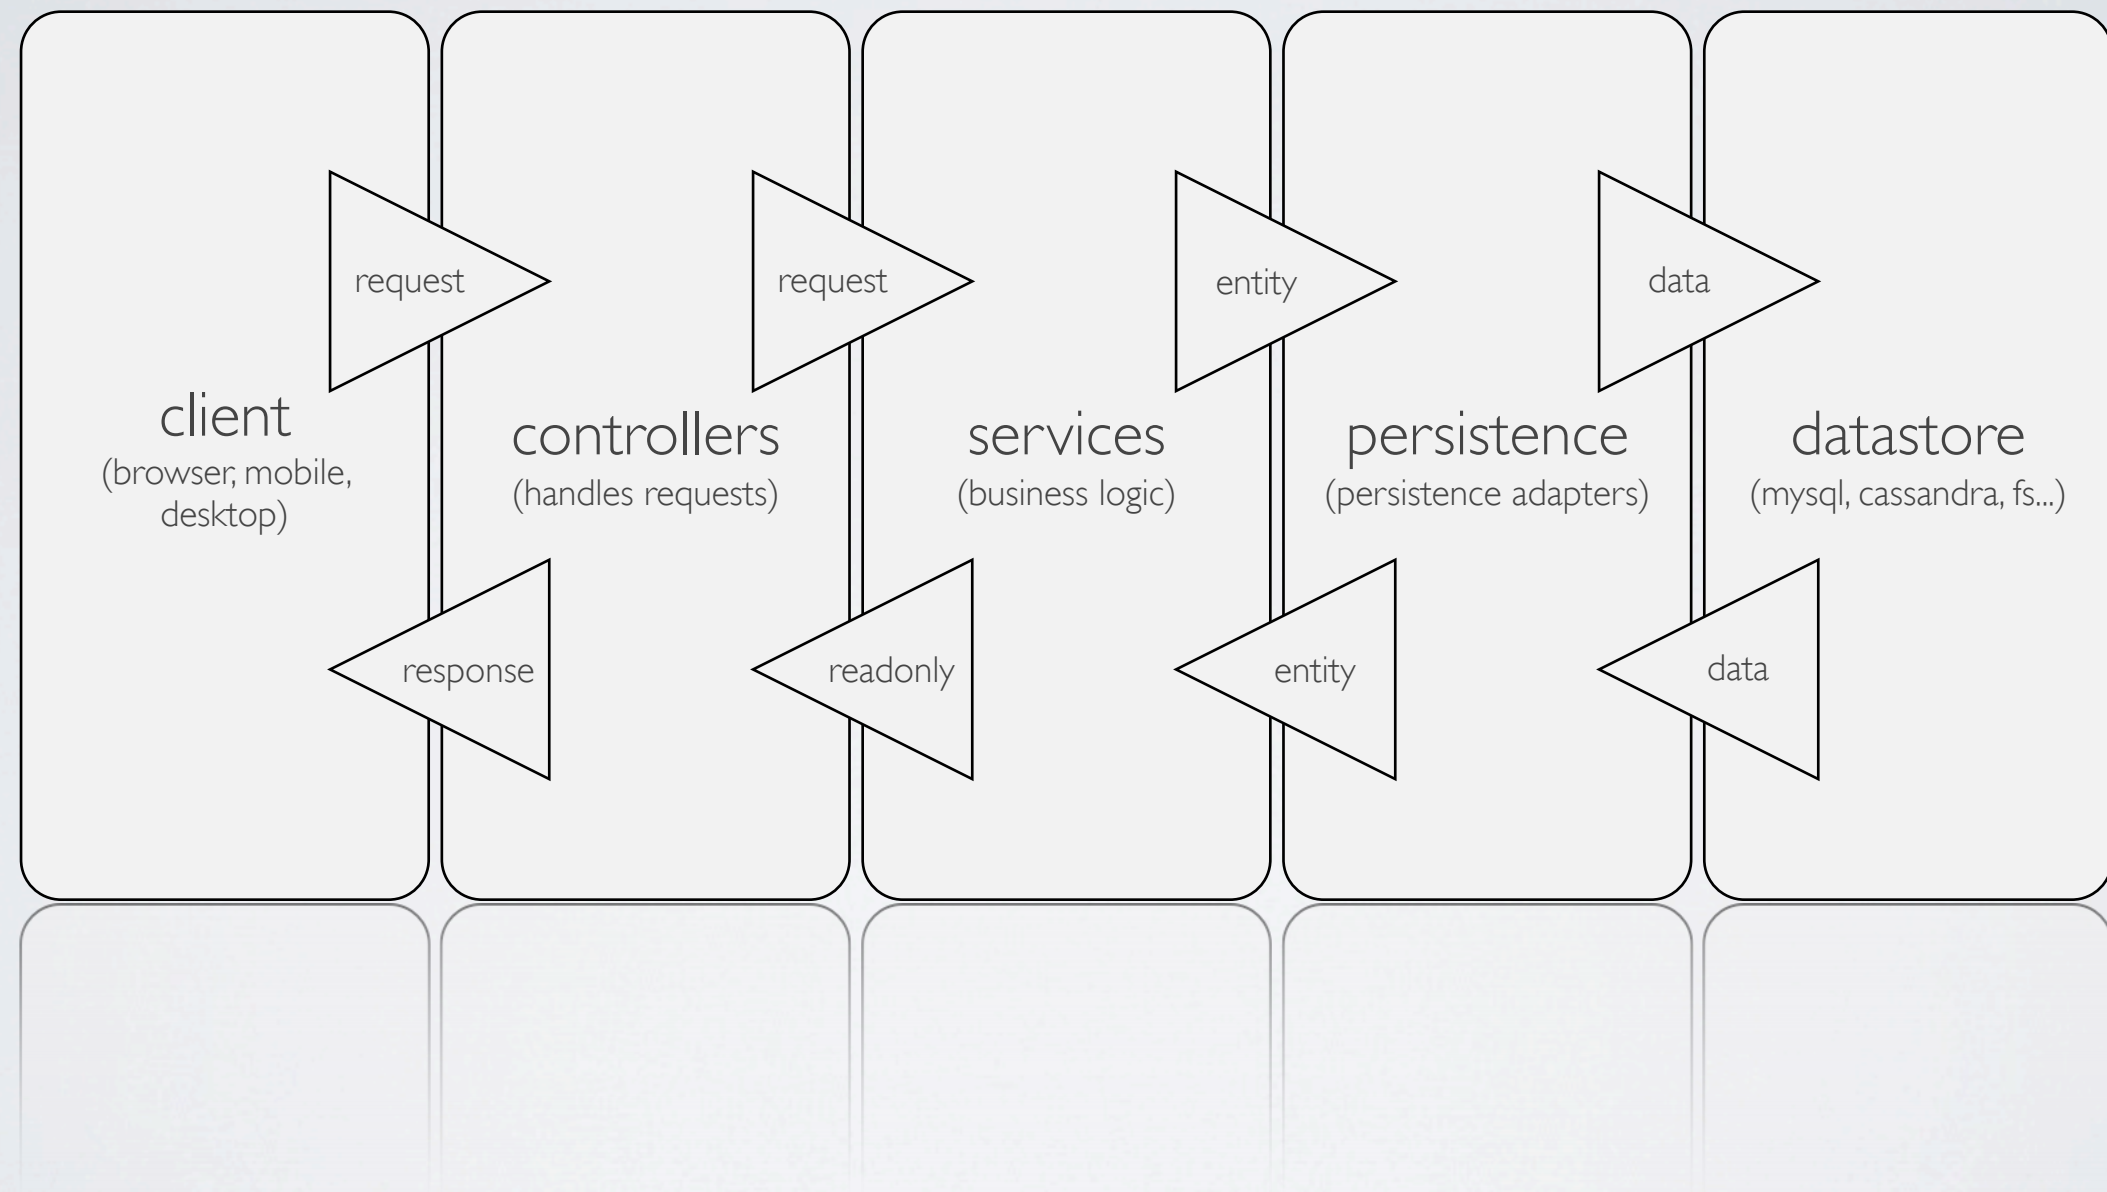 request
request
entity
data
client
(browser, mobile,
desktop)
controllers
(handles requests)
services
(business logic)
persistence
(persistence adapters)
datastore
(mysql, cassandra, fs...)
response
readonly
entity
data